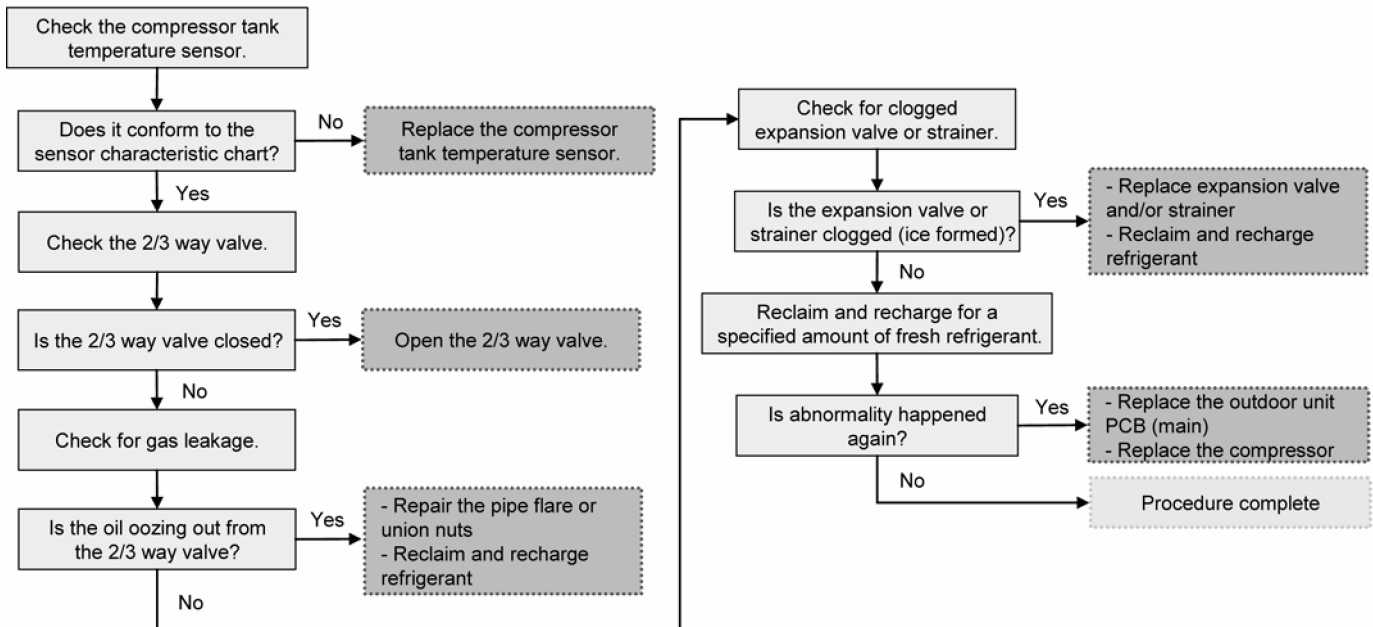 Check the compressor tank
temperature sensor.
Does it conform to the
sensor characteristic chart?
No
Replace the compressor
tank temperature sensor.
Yes
Check the 2/3 way valve.
Is the 2/3 way valve closed?
Yes
Open the 2/3 way valve.
No
Check for gas leakage.
Is the oil oozing out from
the 2/3 way valve?
Yes
- Repair the pipe flare or
union nuts
- Reclaim and recharge
refrigerant
No
Check for clogged
expansion valve or strainer.
Is the expansion valve or
strainer clogged (ice formed)?
Yes
- Replace expansion valve
and/or strainer
- Reclaim and recharge
refrigerant
No
Reclaim and recharge for a
specified amount of fresh refrigerant.
Is abnormality happened
again?
Yes
- Replace the outdoor unit
PCB (main)
- Replace the compressor
No
Procedure complete